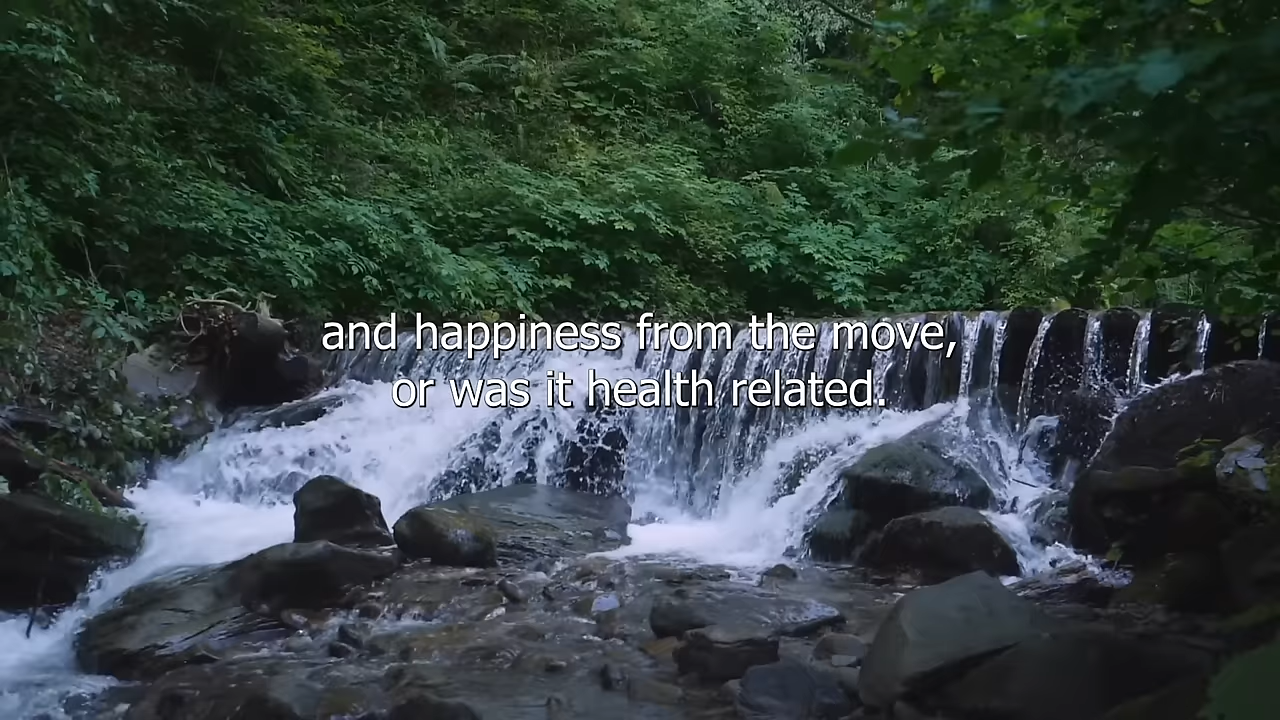 and happiness from the move,
or was it health related.